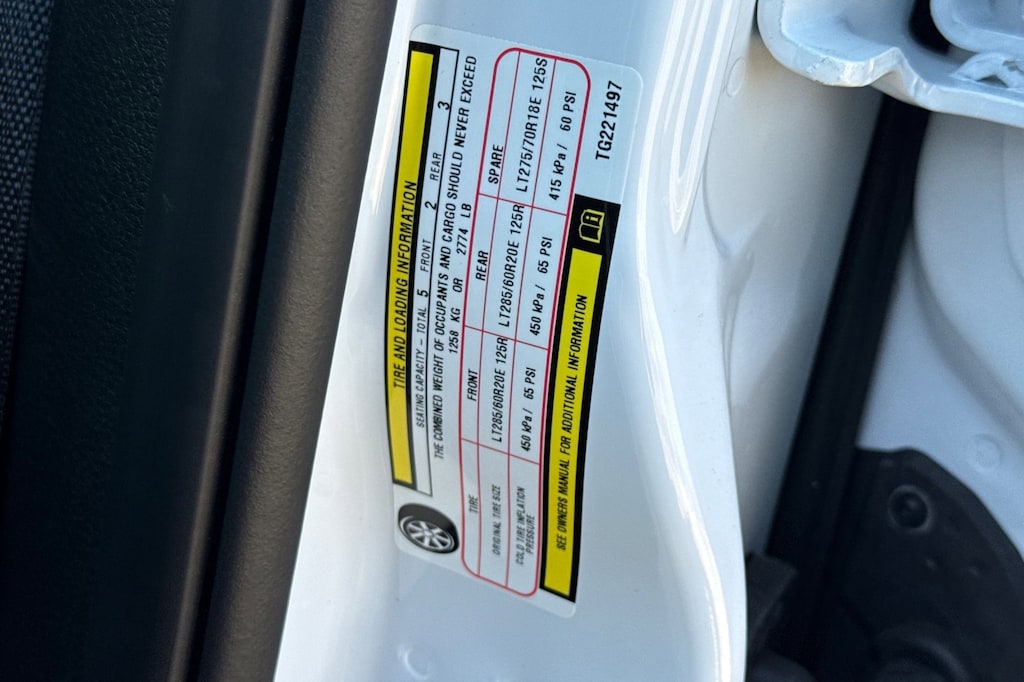 TIRE AND LOADING INFORMATION
SEATING CAPACITY - TOTAL 5 FRONT 2 REAR 3
THE COMBINED WEIGHT OF OCCUPANTS AND CARGO SHOULD NEVER EXCEED
1258 KG OR 2774 LB
TIRE FRONT REAR SPARE
ORIGINAL TIRE SIZE LT285/60R20E 125R LT285/60R20E 125R LT275/70R18E 125S
COLD TIRE INFLATION
PRESSURE 450 kPa / 65 PSI 450 kPa / 65 PSI 415 kPa / 60 PSI
SEE OWNERS MANUAL FOR ADDITIONAL INFORMATION
TG221497